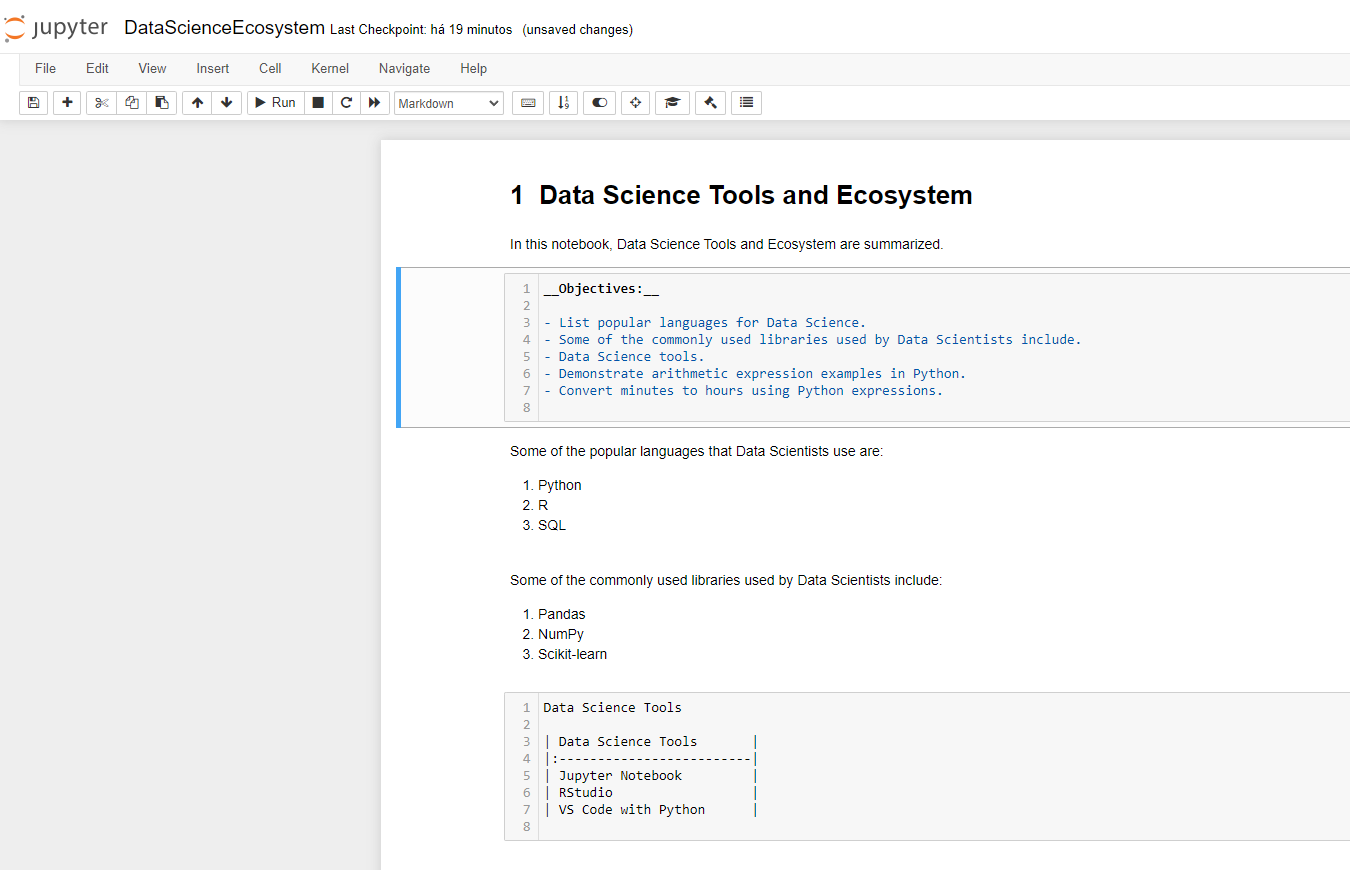 jupyter DataScienceEcosystem Last Checkpoint: há 19 minutos (unsaved changes)
File Edit View Insert Cell Kernel Navigate Help
Run Markdown
1 Data Science Tools and Ecosystem
In this notebook, Data Science Tools and Ecosystem are summarized.
1 __Objectives:__
2
3 - List popular languages for Data Science.
4 - Some of the commonly used libraries used by Data Scientists include.
5 - Data Science tools.
6 - Demonstrate arithmetic expression examples in Python.
7 - Convert minutes to hours using Python expressions.
8
Some of the popular languages that Data Scientists use are:
1. Python
2. R
3. SQL
Some of the commonly used libraries used by Data Scientists include:
1. Pandas
2. NumPy
3. Scikit-learn
1 Data Science Tools
2
3 | Data Science Tools       |
4 |:-------------------------|
5 | Jupyter Notebook         |
6 | RStudio                  |
7 | VS Code with Python      |
8